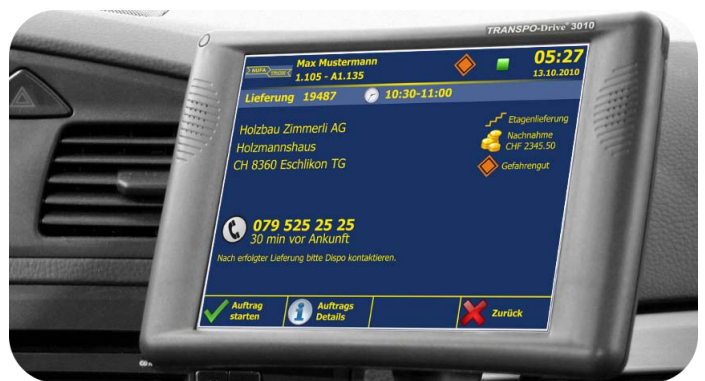 TRANSPO-Drive® 3010
HUFA
Max Mustermann
1.105 - A1.135
05:27
13.10.2010
Lieferung 19487 10:30-11:00
Holzbau Zimmerli AG
Holzmannshaus
CH 8360 Eschlikon TG
Etagenlieferung
Nachnahme
CHF 2345.50
Gefahrengut
079 525 25 25
30 min vor Ankunft
Nach erfolgter Lieferung bitte Dispo kontaktieren.
Auftrag
starten
Auftrags
Details
Zurück